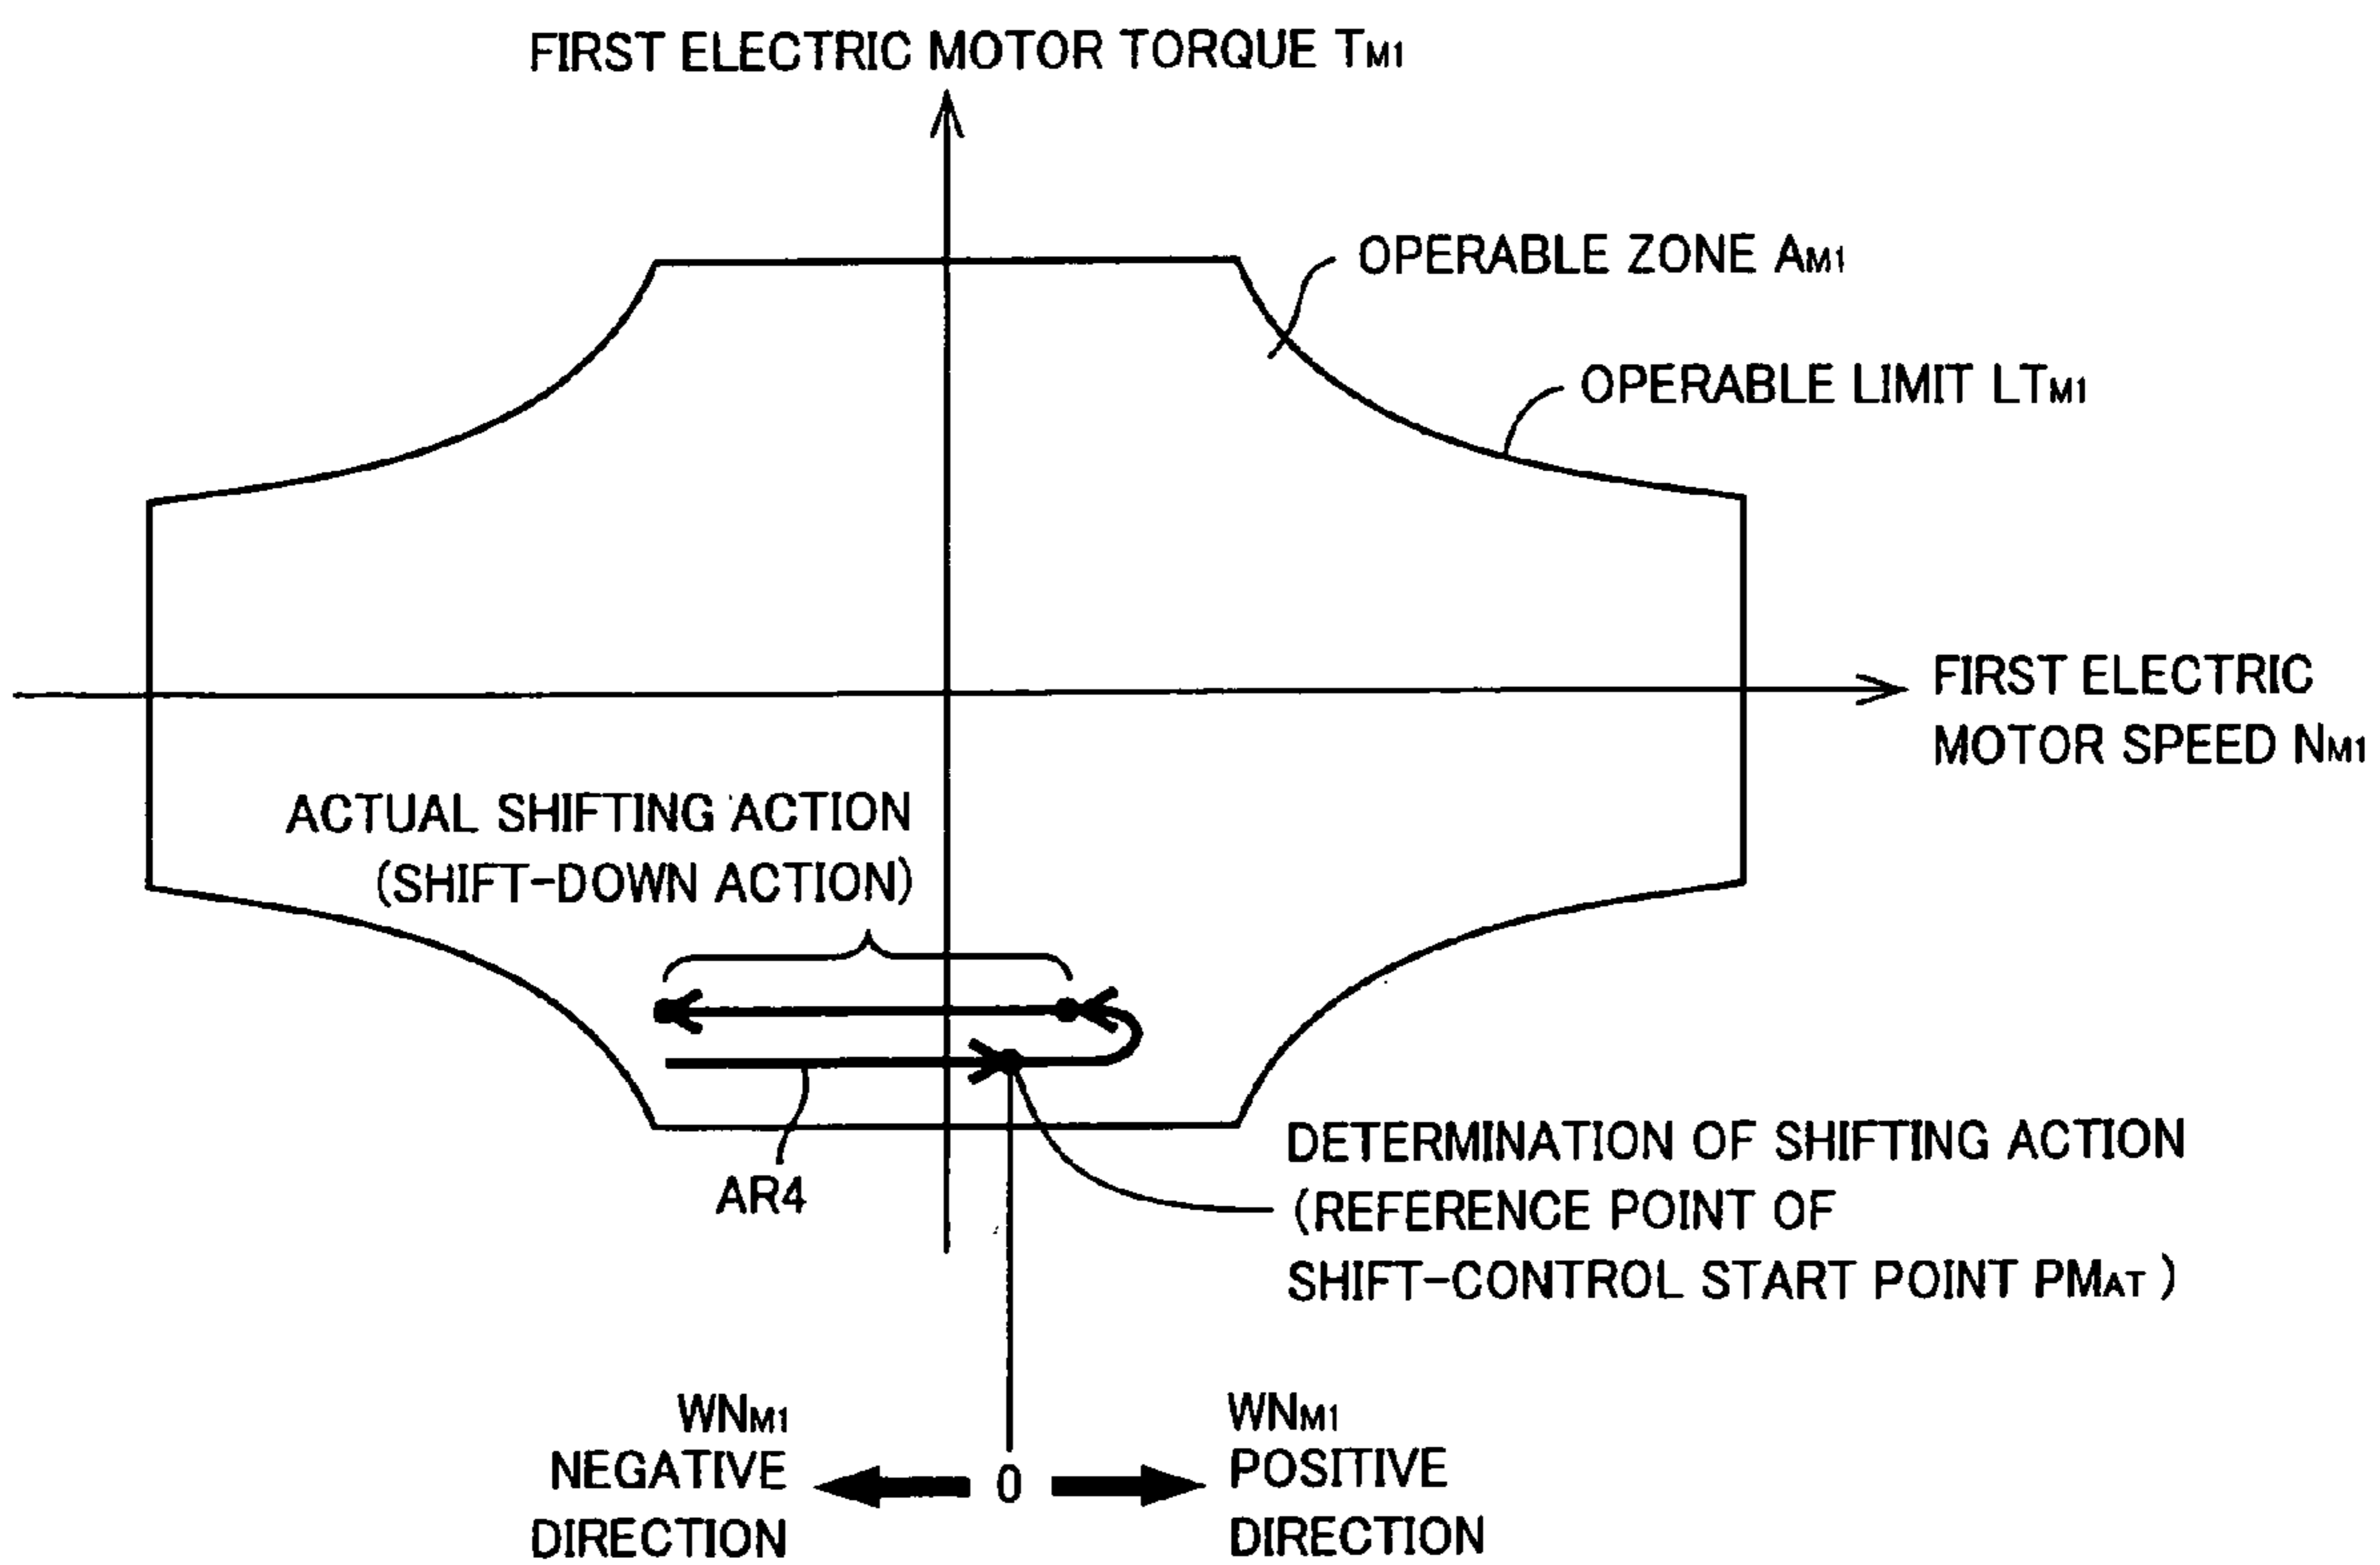 FIRST ELECTRIC MOTOR TORQUE TM1
OPERABLE ZONE AM1
OPERABLE LIMIT LTM1
FIRST ELECTRIC
MOTOR SPEED NM1
ACTUAL SHIFTING ACTION
(SHIFT-DOWN ACTION)
AR4
DETERMINATION OF SHIFTING ACTION
(REFERENCE POINT OF
SHIFT-CONTROL START POINT PMAT)
WNM1
NEGATIVE
DIRECTION
0
WNM1
POSITIVE
DIRECTION